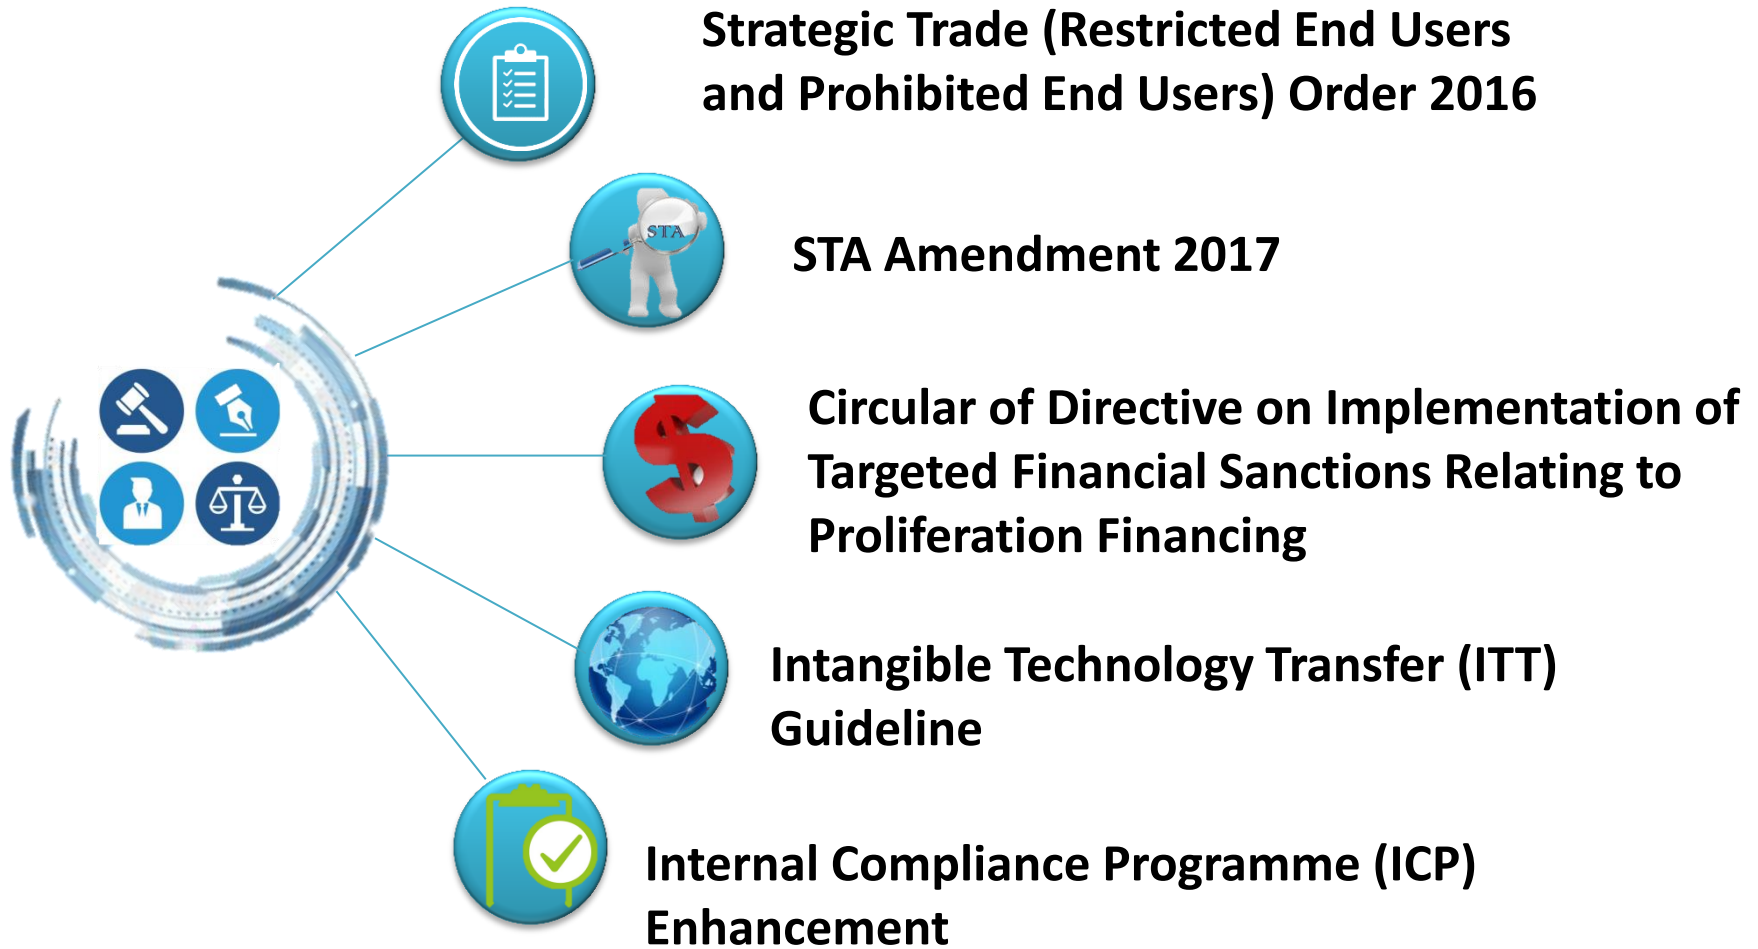 Strategic Trade (Restricted End Users
and Prohibited End Users) Order 2016
STA
STA Amendment 2017
Circular of Directive on Implementation of
Targeted Financial Sanctions Relating to
Proliferation Financing
Intangible Technology Transfer (ITT)
Guideline
Internal Compliance Programme (ICP)
Enhancement